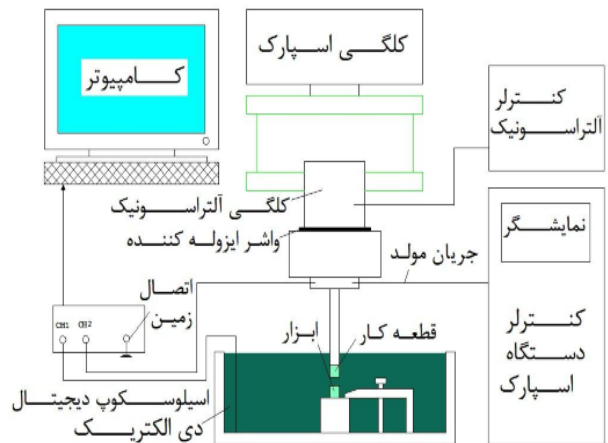 کلگی اسپارک
کامپیوتر
کنترلر
آلتراسونیک
کلگی آلتراسونیک
واشر ایزوله کننده
نمایشگر
جریان مولد
اتصال
زمین
CH1 CH2
قطعه کار
ابزار
کنترلر
دستگاه
اسپارک
اسیلوسکوپ دیجیتال
دی الکتریک